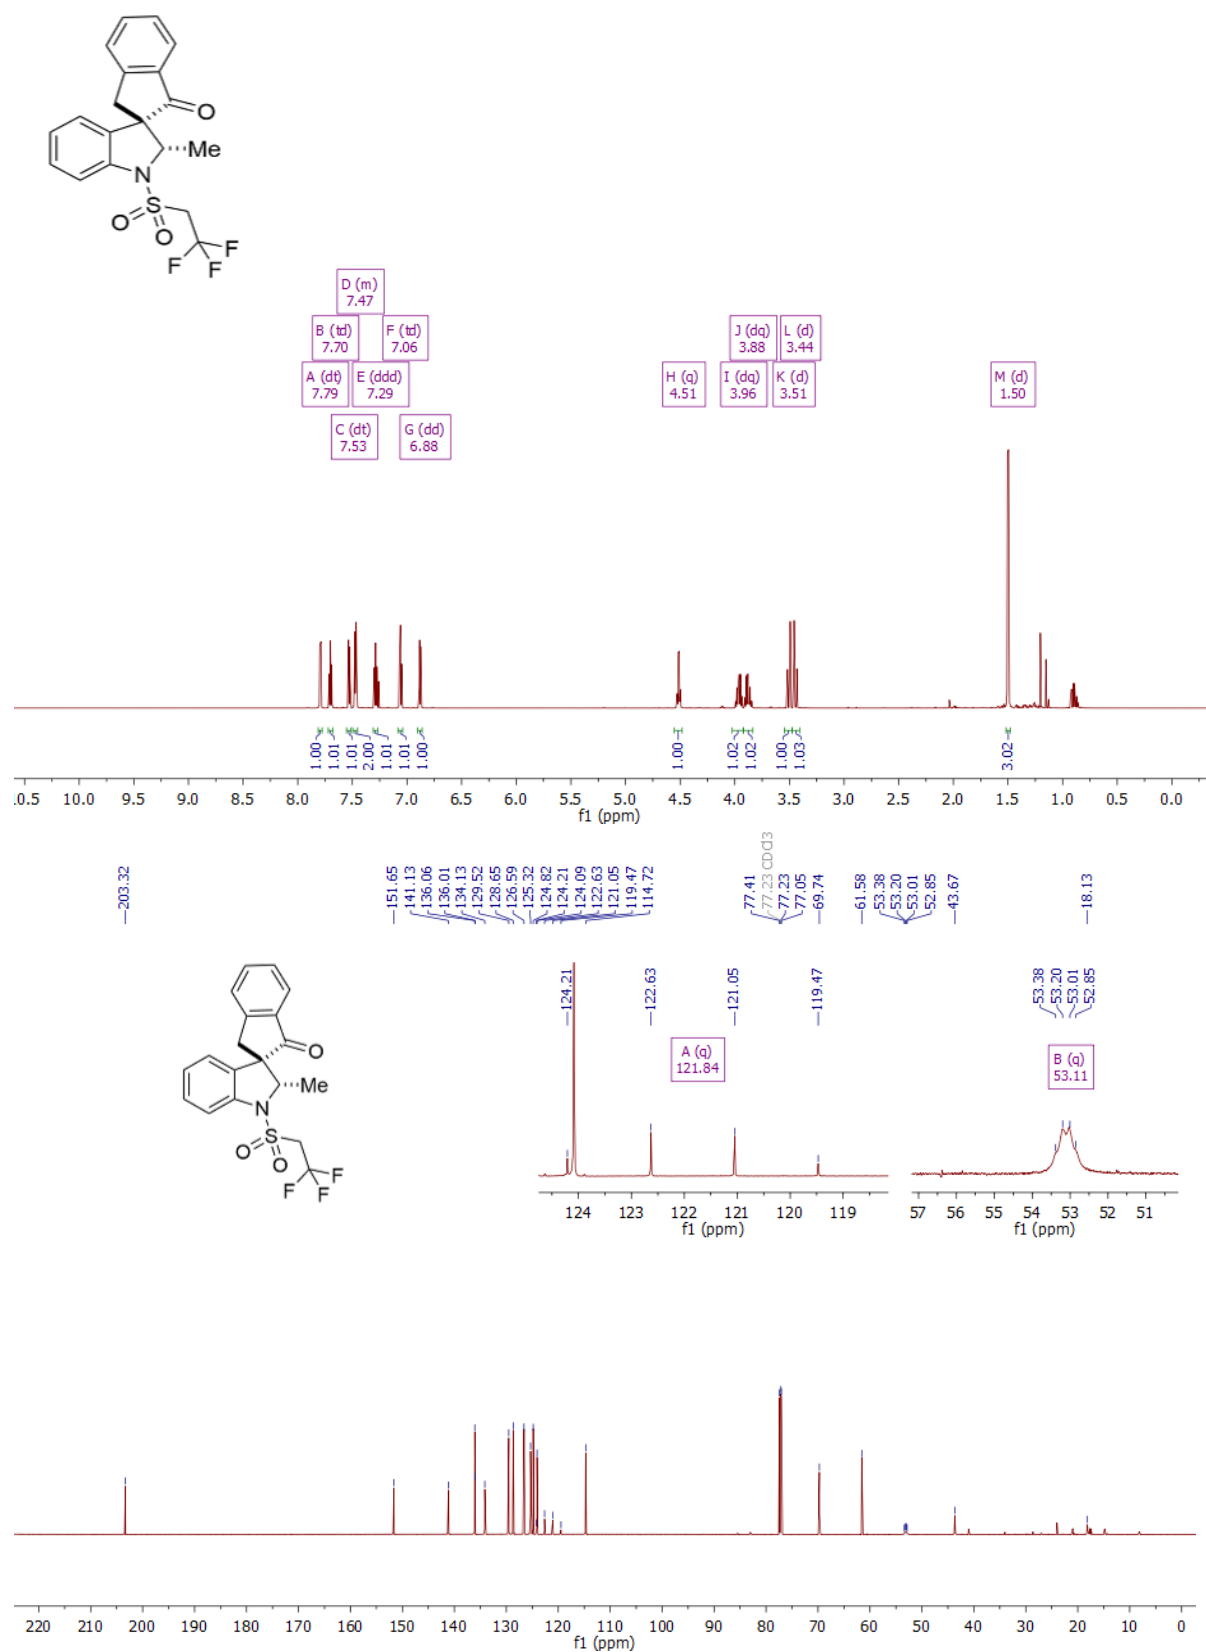 O
Me
N
S
O
O
F
F
F
D (m)
7.47
B (td)
7.70
F (td)
7.06
J (dq)
3.88
L (d)
3.44
A (dt)
7.79
E (ddd)
7.29
H (q)
4.51
I (dq)
3.96
K (d)
3.51
M (d)
1.50
C (dt)
7.53
G (dd)
6.88
1.00
1.01
1.01
2.00
1.01
1.01
1.00
1.00
1.02
1.02
1.00
1.03
3.02
10.5 10.0 9.5 9.0 8.5 8.0 7.5 7.0 6.5 6.0 5.5 5.0 4.5 4.0 3.5 3.0 2.5 2.0 1.5 1.0 0.5 0.0
f1 (ppm)
203.32
151.65
141.13
136.06
136.01
134.13
129.52
128.65
126.59
125.32
124.82
124.21
124.09
122.63
121.05
119.47
114.72
77.41
77.23 CDCl3
77.23
77.05
69.74
61.58
53.38
53.20
53.01
52.85
43.67
18.13
O
Me
N
S
O
O
F
F
F
124.21
122.63
121.05
119.47
A (q)
121.84
124 123 122 121 120 119
f1 (ppm)
53.38
53.20
53.01
52.85
B (q)
53.11
57 56 55 54 53 52 51
f1 (ppm)
220 210 200 190 180 170 160 150 140 130 120 110 100 90 80 70 60 50 40 30 20 10 0
f1 (ppm)